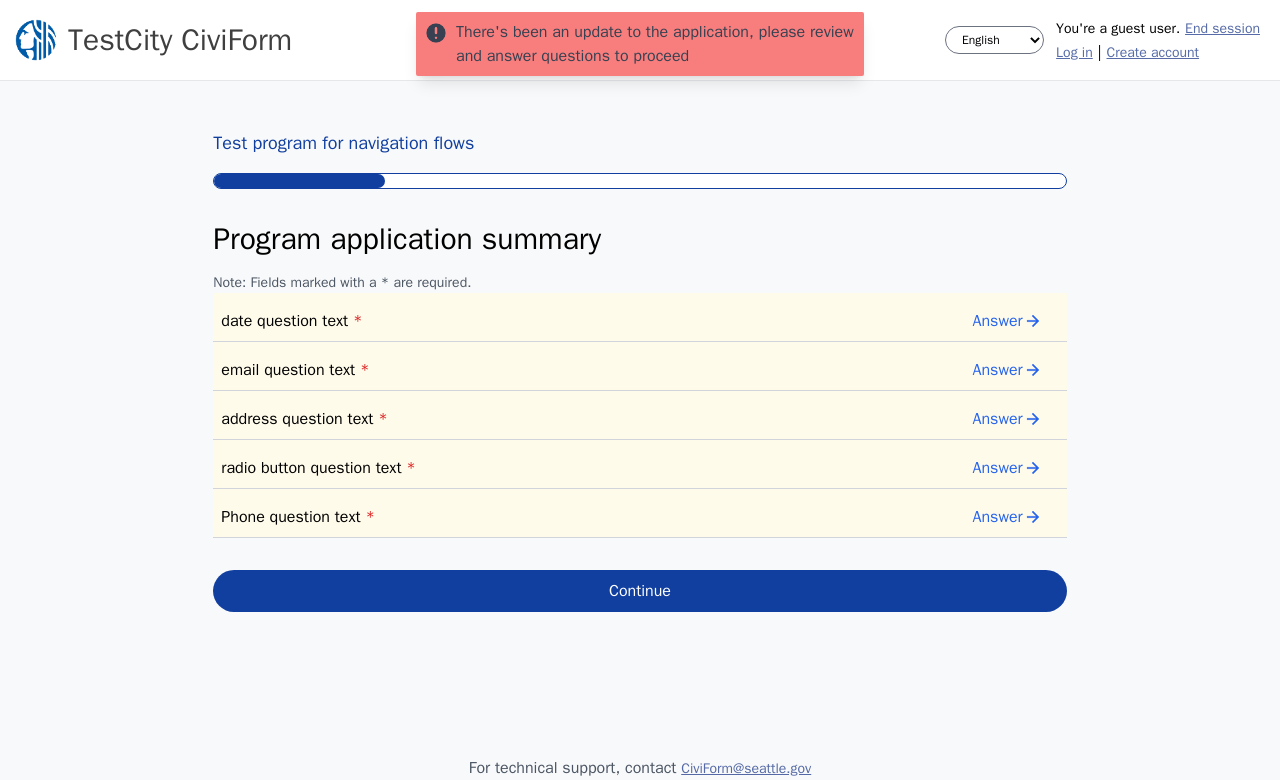 TestCity CiviForm
There's been an update to the application, please review
and answer questions to proceed
English
You're a guest user. End session
Log in | Create account
Test program for navigation flows
Program application summary
Note: Fields marked with a * are required.
date question text * Answer
email question text * Answer
address question text * Answer
radio button question text * Answer
Phone question text * Answer
Continue
For technical support, contact CiviForm@seattle.gov